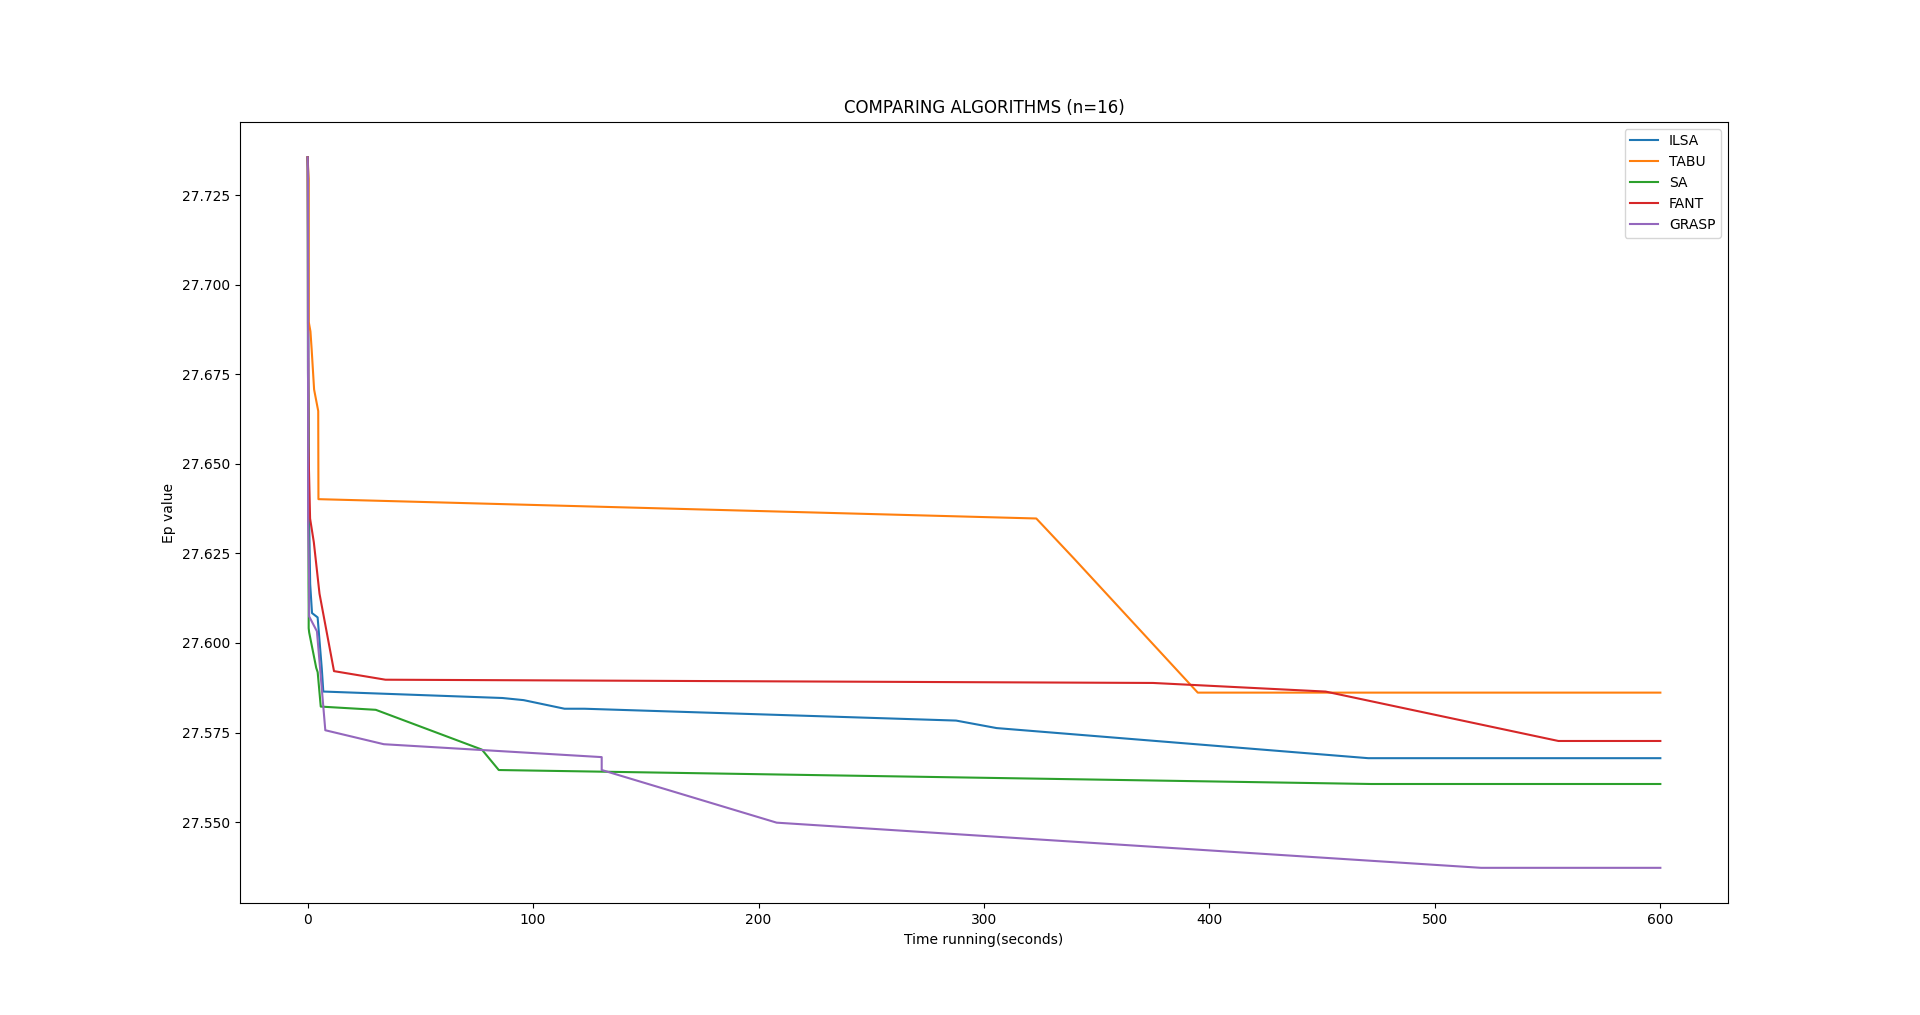 COMPARING ALGORITHMS (n=16)
ILSA
TABU
SA
FANT
GRASP
27.725
27.700
27.675
27.650
27.625
27.600
27.575
27.550
Ep value
0 100 200 300 400 500 600
Time running(seconds)